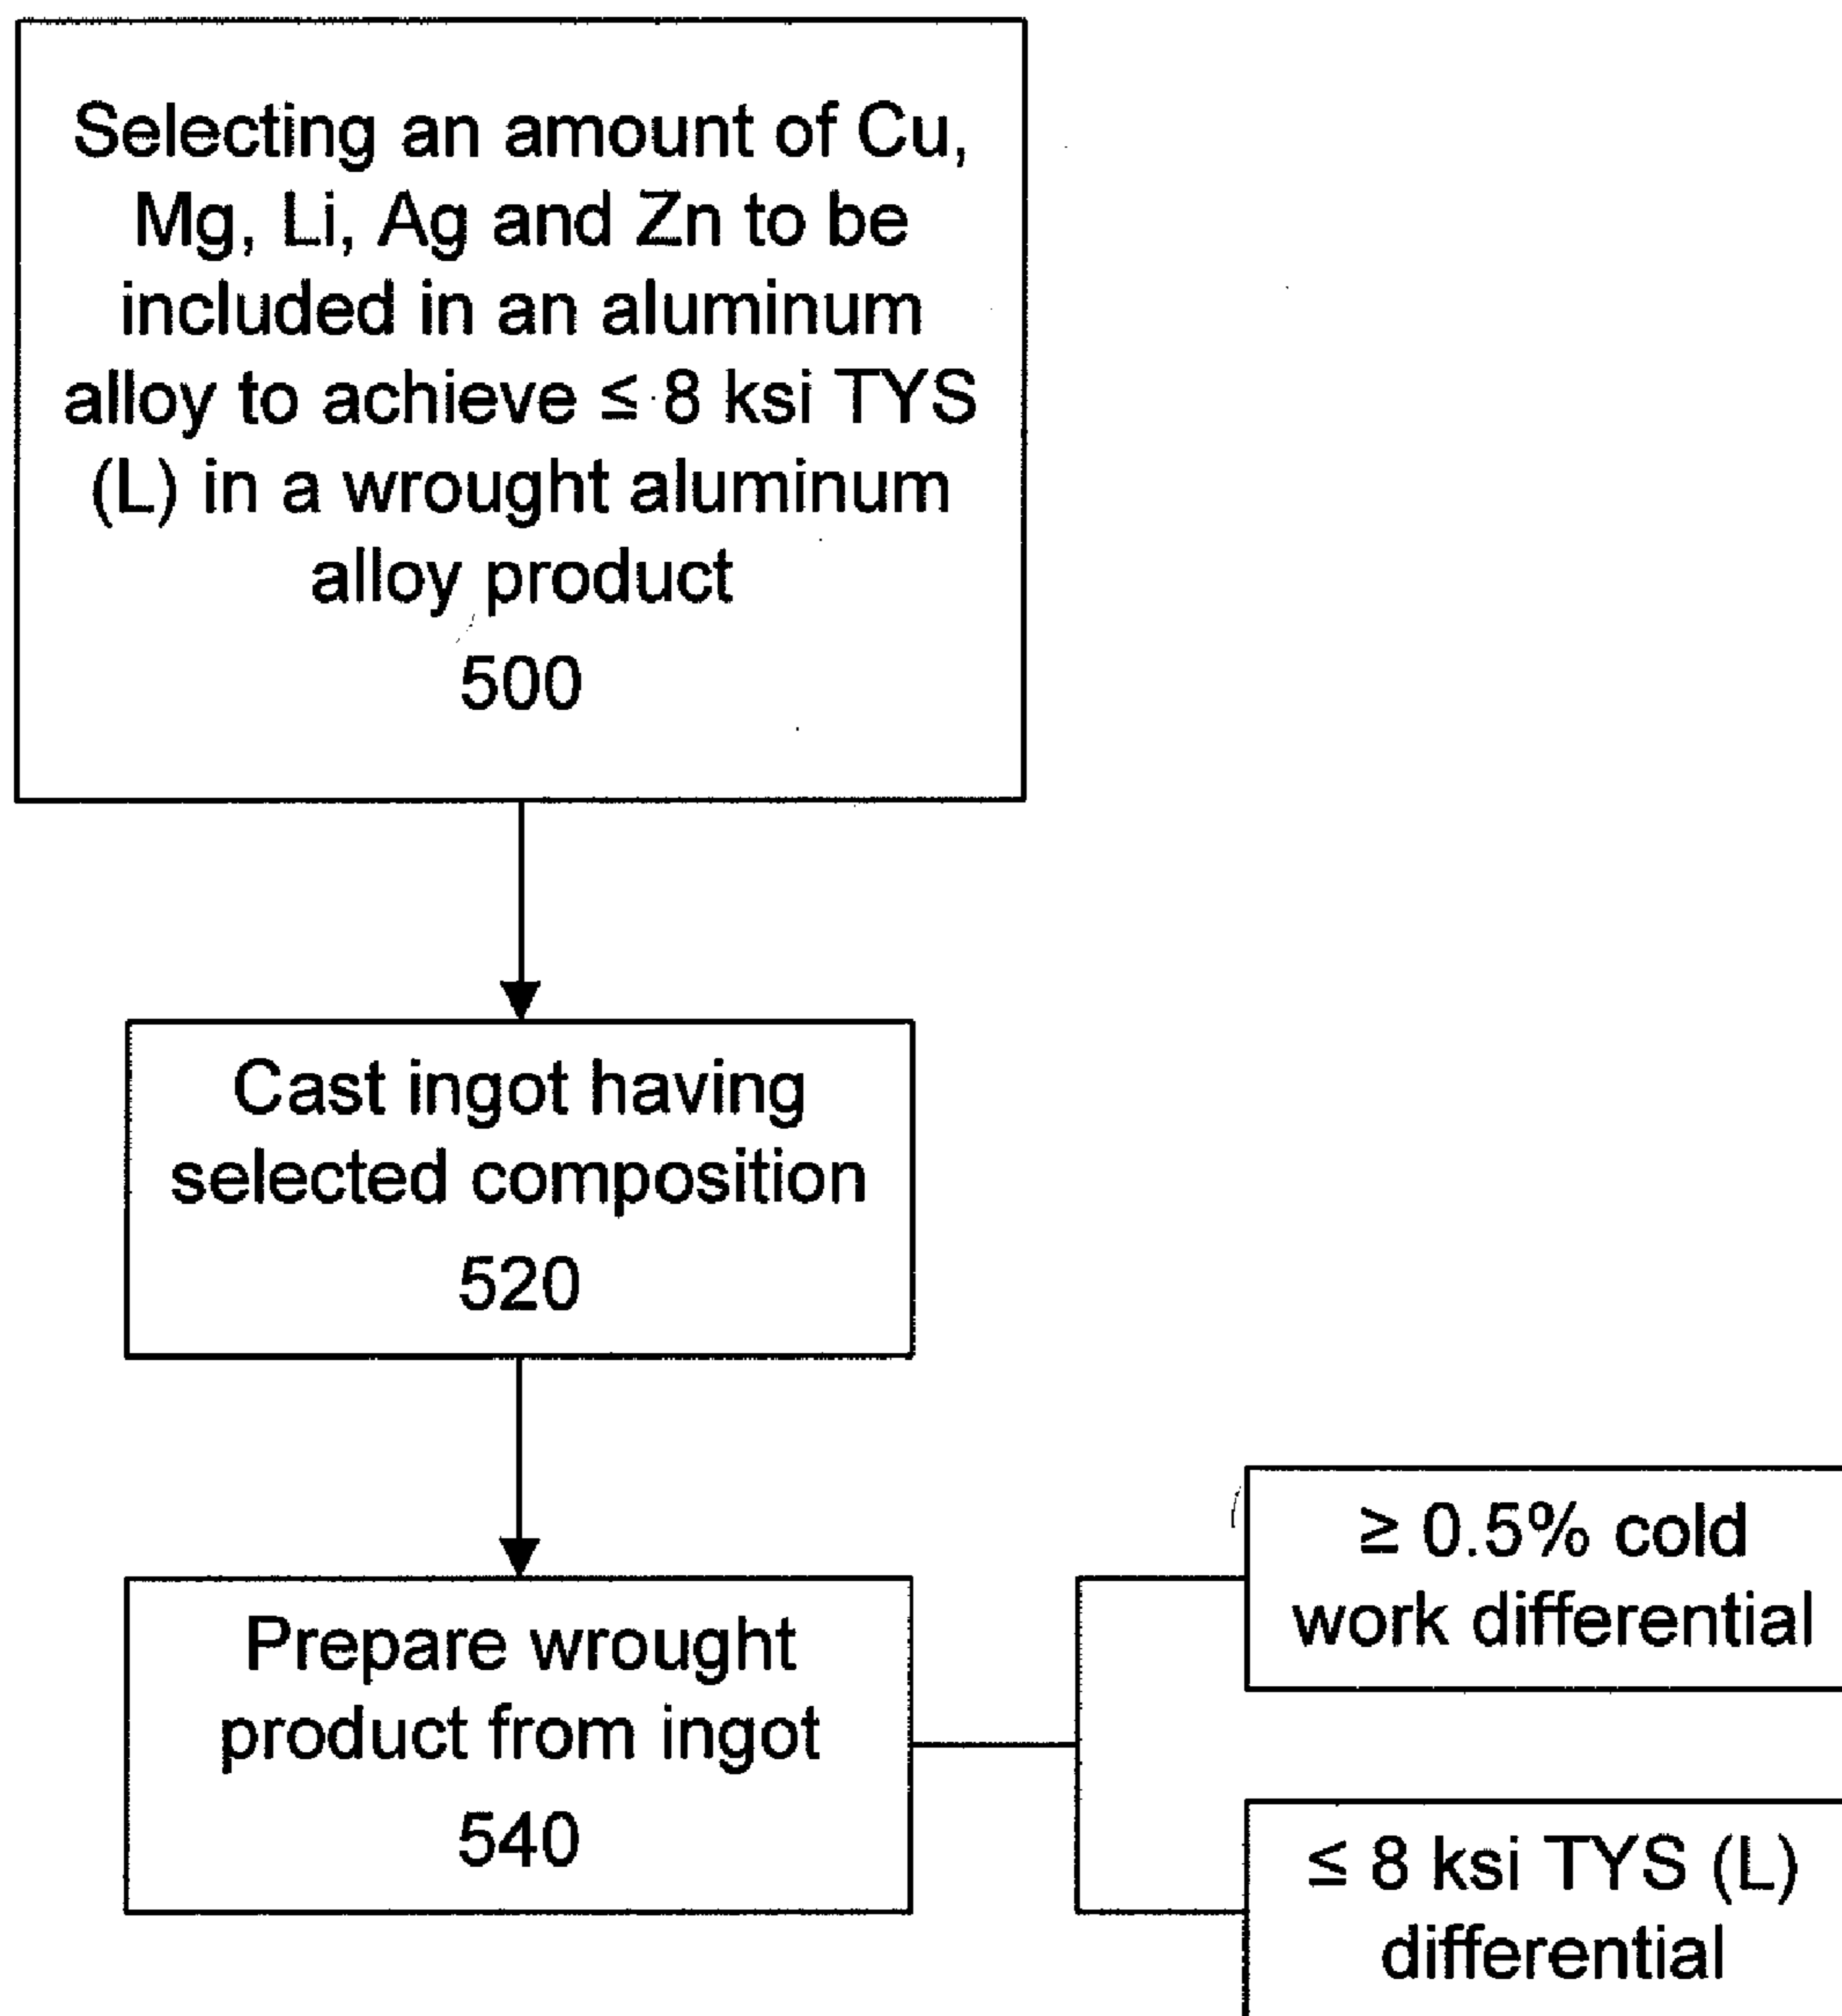 Selecting an amount of Cu,
Mg, Li, Ag and Zn to be
included in an aluminum
alloy to achieve ≤ 8 ksi TYS
(L) in a wrought aluminum
alloy product
500
Cast ingot having
selected composition
520
Prepare wrought
product from ingot
540
≥ 0.5% cold
work differential
≤ 8 ksi TYS (L)
differential